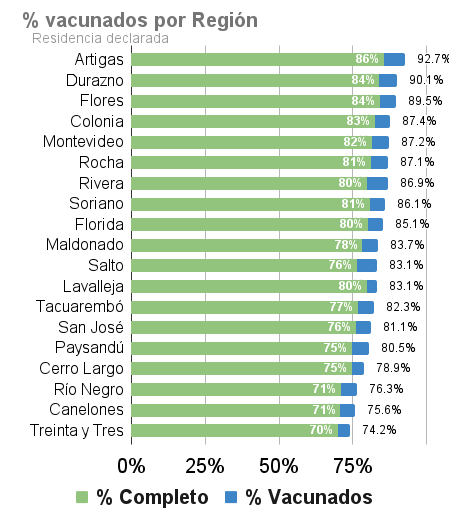 % vacunados por Región
Residencia declarada
Artigas 86% 92.7%
Durazno 84% 90.1%
Flores 84% 89.5%
Colonia 83% 87.4%
Montevideo 82% 87.2%
Rocha 81% 87.1%
Rivera 80% 86.9%
Soriano 81% 86.1%
Florida 80% 85.1%
Maldonado 78% 83.7%
Salto 76% 83.1%
Lavalleja 80% 83.1%
Tacuarembó 77% 82.3%
San José 76% 81.1%
Paysandú 75% 80.5%
Cerro Largo 75% 78.9%
Río Negro 71% 76.3%
Canelones 71% 75.6%
Treinta y Tres 70% 74.2%
0% 25% 50% 75%
% Completo % Vacunados